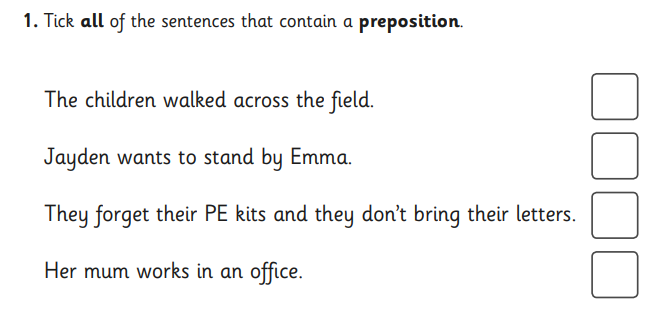 1. Tick all of the sentences that contain a preposition.
The children walked across the field.
Jayden wants to stand by Emma.
They forget their PE kits and they don't bring their letters.
Her mum works in an office.